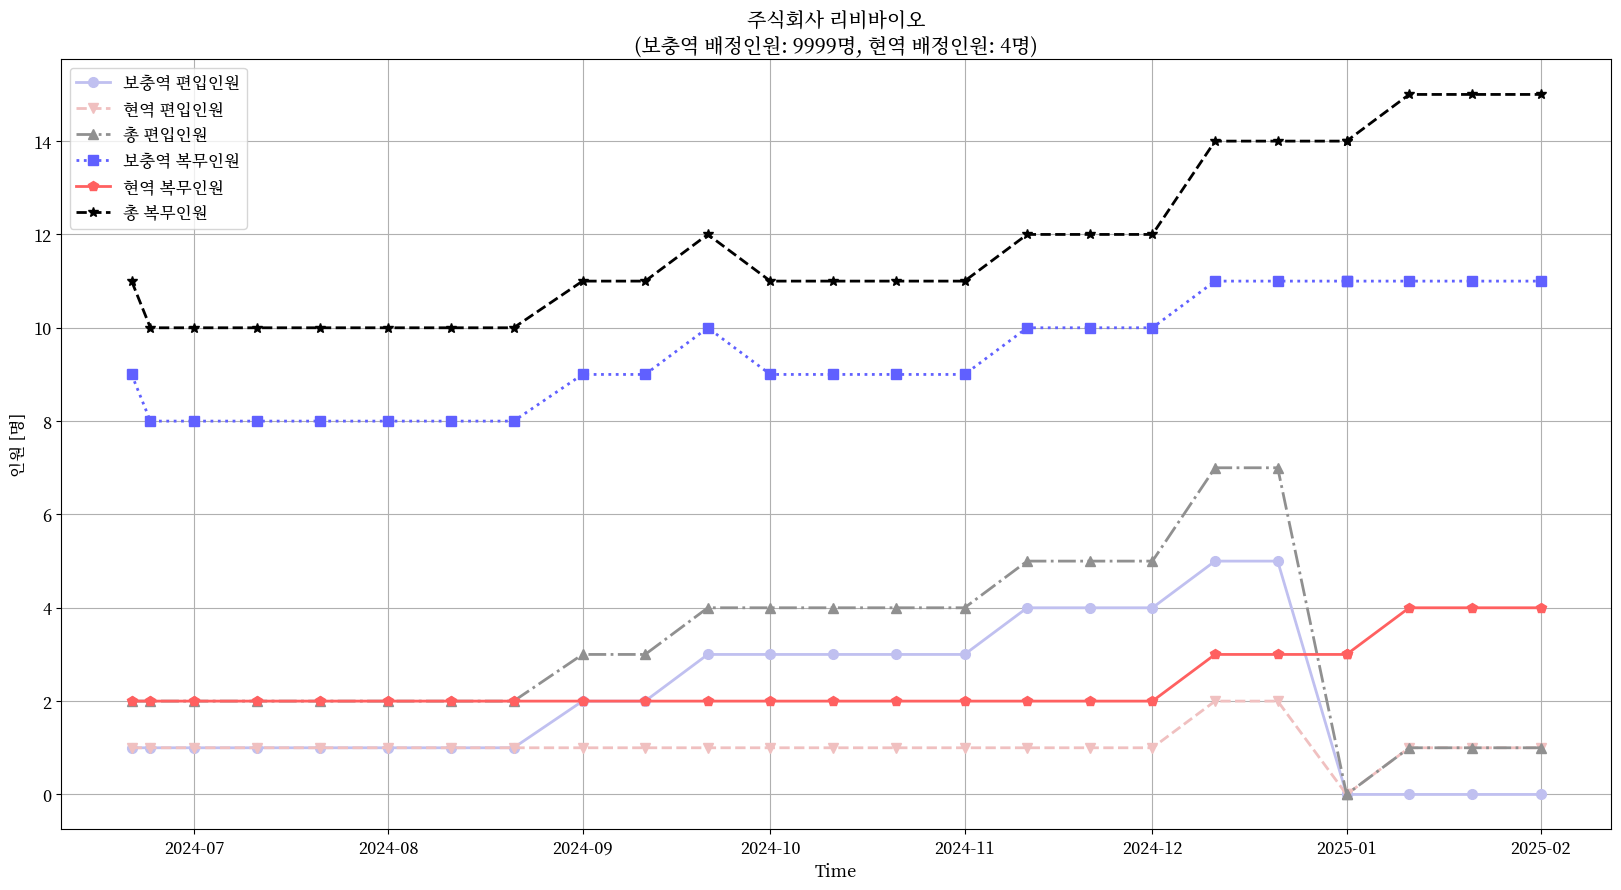 주식회사 리비바이오
(보충역 배정인원: 9999명, 현역 배정인원: 4명)
보충역 편입인원
현역 편입인원
총 편입인원
보충역 복무인원
현역 복무인원
총 복무인원
인원 [명]
14
12
10
8
6
4
2
0
2024-07
2024-08
2024-09
2024-10
2024-11
2024-12
2025-01
2025-02
Time